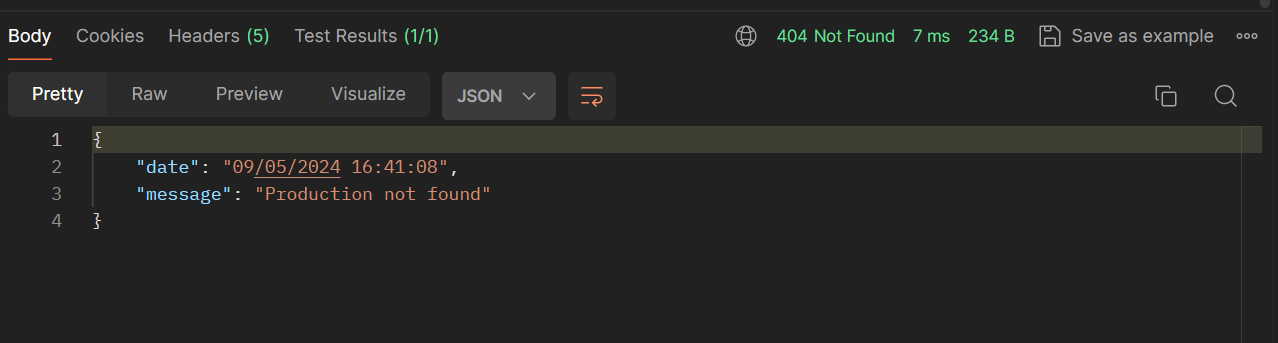 Body Cookies Headers (5) Test Results (1/1) 404 Not Found 7 ms 234 B Save as example
Pretty Raw Preview Visualize JSON
1 {
2 "date": "09/05/2024 16:41:08",
3 "message": "Production not found"
4 }